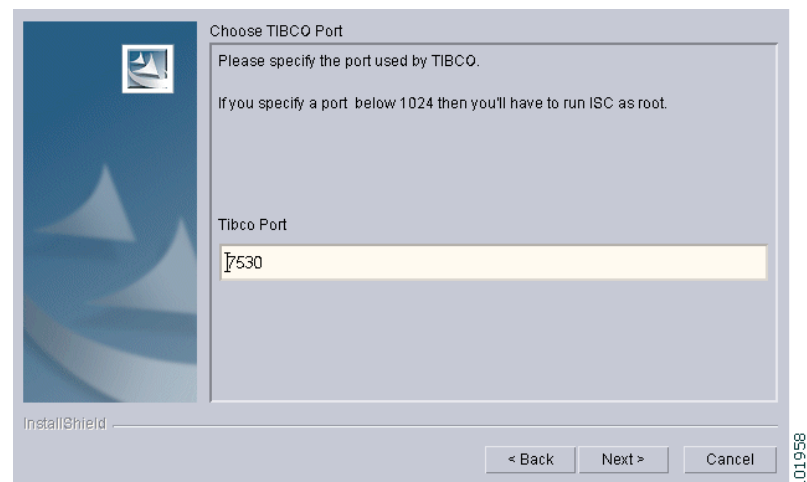 Choose TIBCO Port
Please specify the port used by TIBCO.
If you specify a port below 1024 then you'll have to run ISC as root.
Tibco Port
7530
InstallShield
< Back
Next >
Cancel
101958